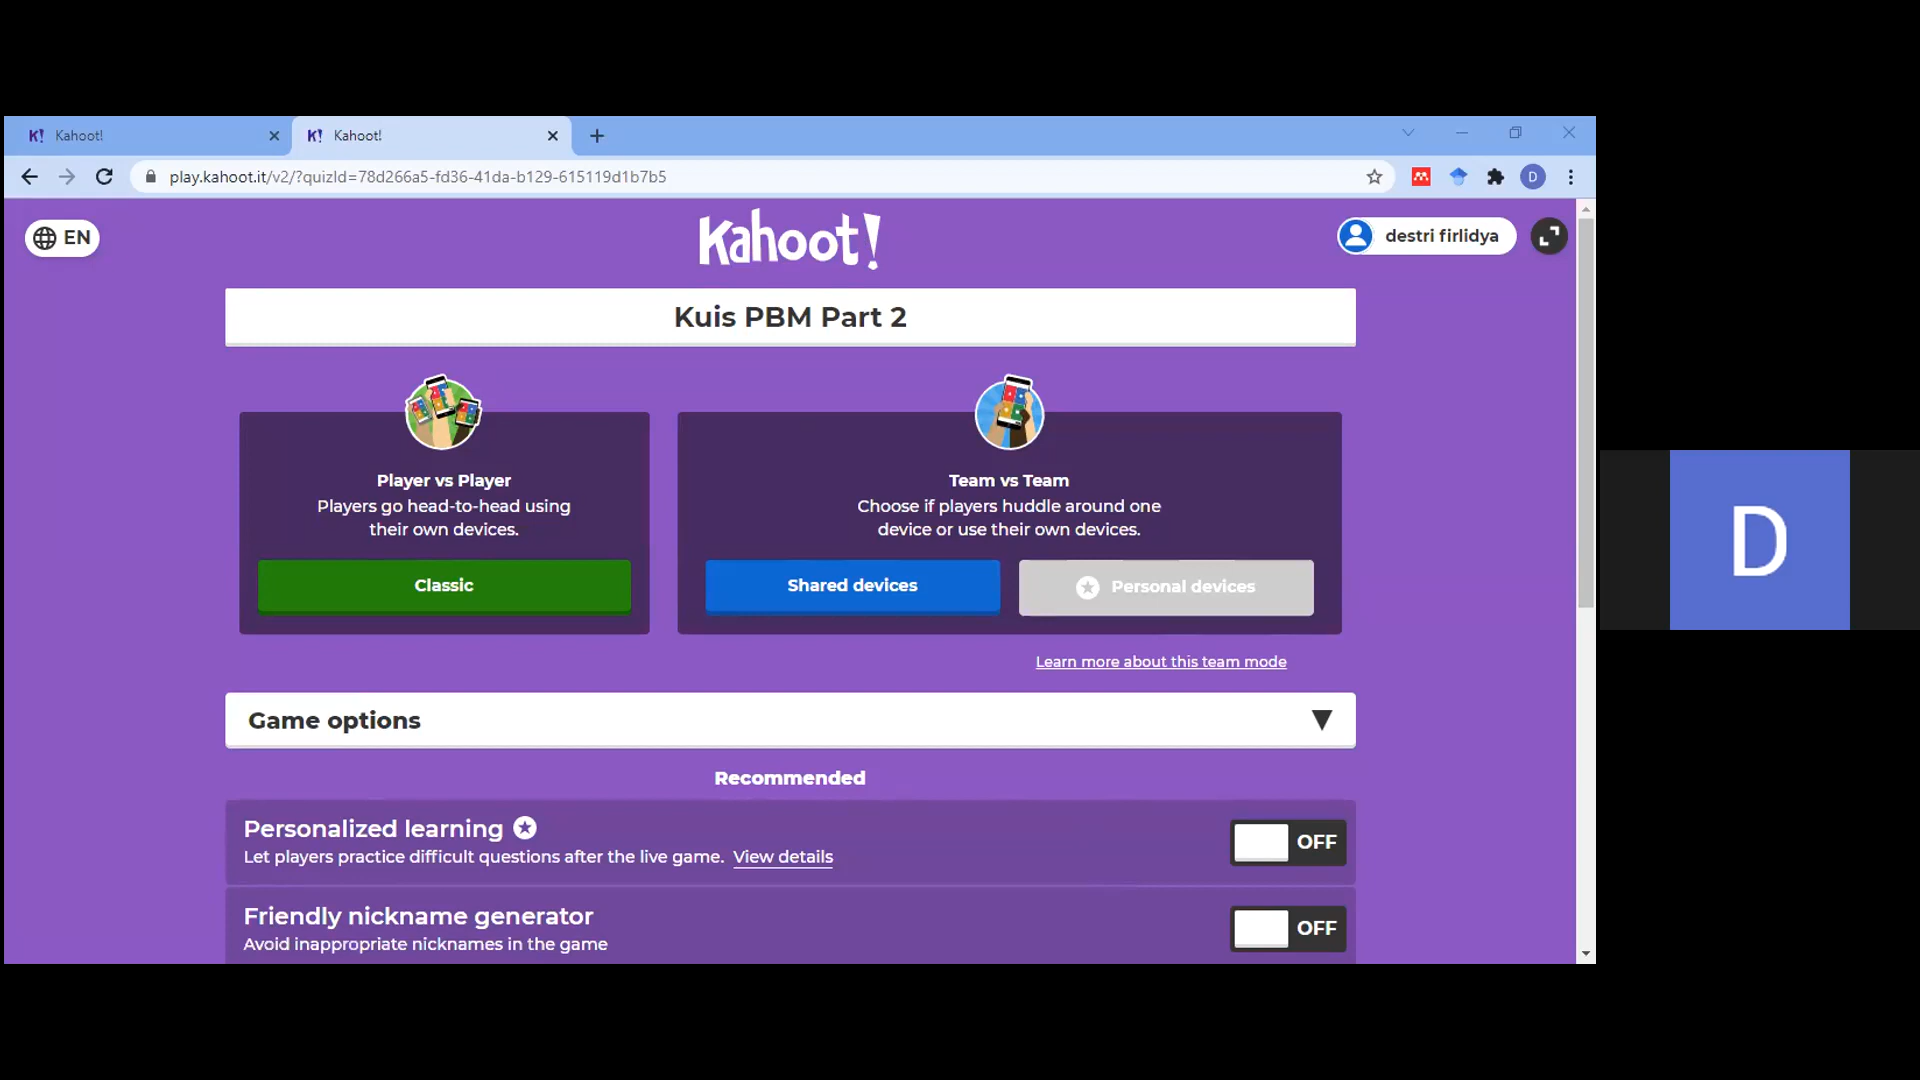 Kahoot!
Kahoot!
play.kahoot.it/v2/?quizId=78d266a5-fd36-41da-b129-615119d1b7b5
D
EN
Kahoot!
destri firlidya
Kuis PBM Part 2
Player vs Player
Players go head-to-head using
their own devices.
Classic
Team vs Team
Choose if players huddle around one
device or use their own devices.
Shared devices
Personal devices
Learn more about this team mode
Game options
Recommended
Personalized learning
Let players practice difficult questions after the live game. View details
OFF
Friendly nickname generator
Avoid inappropriate nicknames in the game
OFF
D